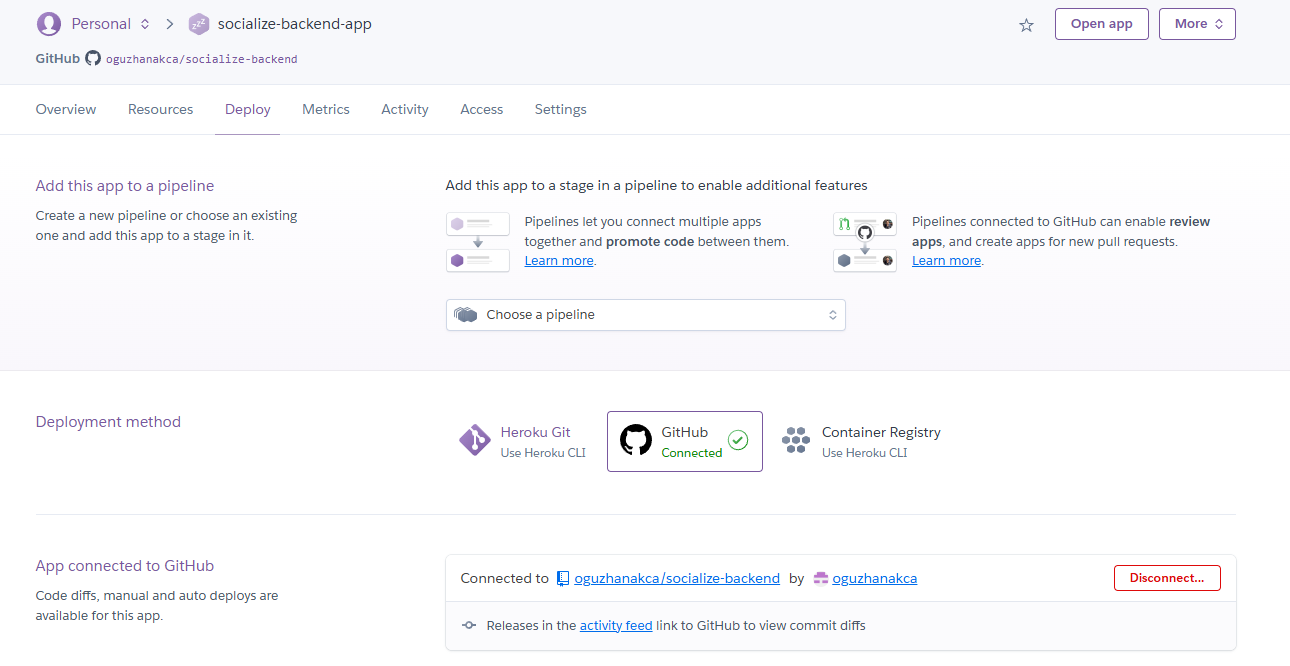 Personal socialize-backend-app Open app More
GitHub oguzhanakca/socialize-backend
Overview Resources Deploy Metrics Activity Access Settings
Add this app to a pipeline
Create a new pipeline or choose an existing
one and add this app to a stage in it.
Add this app to a stage in a pipeline to enable additional features
Pipelines let you connect multiple apps
together and promote code between them.
Learn more.
Pipelines connected to GitHub can enable review
apps, and create apps for new pull requests.
Learn more.
Choose a pipeline
Deployment method
Heroku Git
Use Heroku CLI
GitHub
Connected
Container Registry
Use Heroku CLI
App connected to GitHub
Code diffs, manual and auto deploys are
available for this app.
Connected to oguzhanakca/socialize-backend by oguzhanakca Disconnect...
Releases in the activity feed link to GitHub to view commit diffs